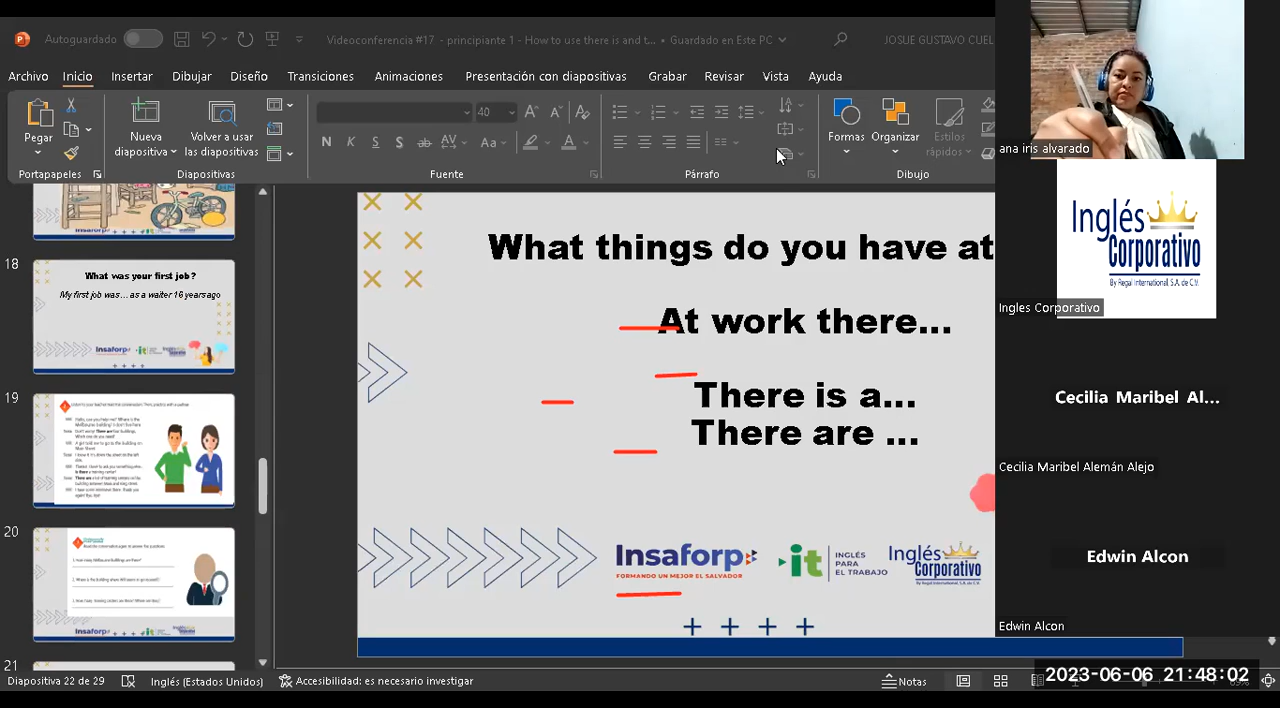 Autoguardado
Videoconferencia #17 - principiante 1 - How to use there is and t... • Guardado en Este PC
JOSUE GUSTAVO CUEL
Archivo Inicio Insertar Dibujar Diseño Transiciones Animaciones Presentación con diapositivas Grabar Revisar Vista Ayuda
Pegar
Nueva diapositiva
Volver a usar las diapositivas
40
N K S S ab AV Aa A
Formas
Organizar
Estilos rápidos
Portapapeles
Diapositivas
Fuente
Párrafo
Dibujo
18
What was your first job?
My first job was... as a waiter 16 years ago
19
20
21
What things do you have at
At work there...
There is a...
There are ...
Insaforp
FORMANDO UN MEJOR EL SALVADOR
it
INGLÉS
PARA
EL TRABAJO
Inglés
Corporativo
By Regal International, S.A. de C.V.
ana iris alvarado
Inglés
Corporativo
By Regal International, S.A. de C.V.
Ingles Corporativo
Cecilia Maribel Al...
Cecilia Maribel Alemán Alejo
Edwin Alcon
Edwin Alcon
Diapositiva 22 de 29
Inglés (Estados Unidos)
Accesibilidad: es necesario investigar
Notas
2023-06-06 21:48:02